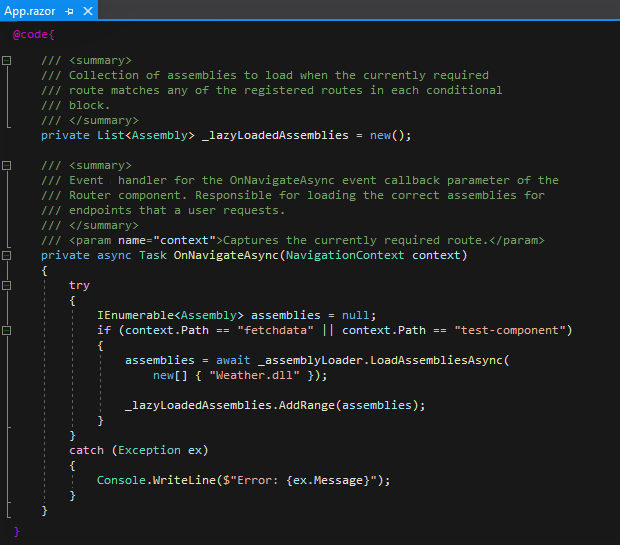 App.razor
@code{
/// <summary>
/// Collection of assemblies to load when the currently required
/// route matches any of the registered routes in each conditional
/// block.
/// </summary>
private List<Assembly> _lazyLoadedAssemblies = new();
/// <summary>
/// Event handler for the OnNavigateAsync event callback parameter of the
/// Router component. Responsible for loading the correct assemblies for
/// endpoints that a user requests.
/// </summary>
/// <param name="context">Captures the currently required route.</param>
private async Task OnNavigateAsync(NavigationContext context)
{
try
{
IEnumerable<Assembly> assemblies = null;
if (context.Path == "fetchdata" || context.Path == "test-component")
{
assemblies = await _assemblyLoader.LoadAssembliesAsync(
new[] { "Weather.dll" });
_lazyLoadedAssemblies.AddRange(assemblies);
}
}
catch (Exception ex)
{
Console.WriteLine($"Error: {ex.Message}");
}
}
}